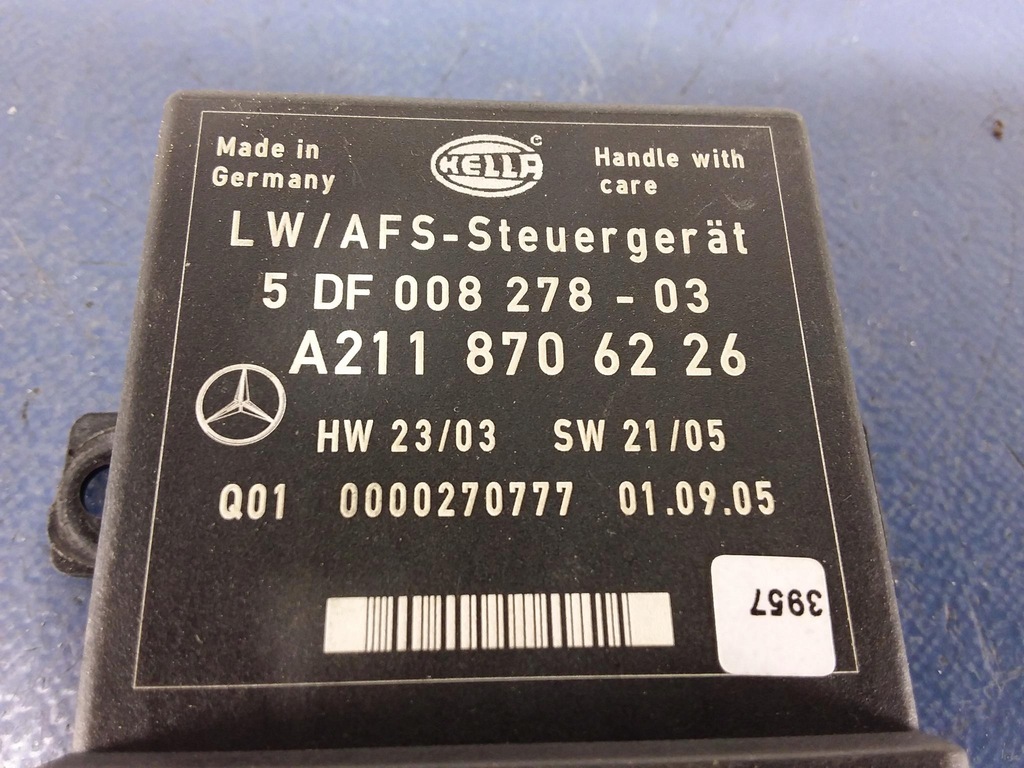 Made in
Germany
HELLA
©
Handle with
care
LW/AFS-Steuergerät
5 DF 008 278 - 03
A211 870 62 26
HW 23/03 SW 21/05
Q01 0000270777 01.09.05
3957